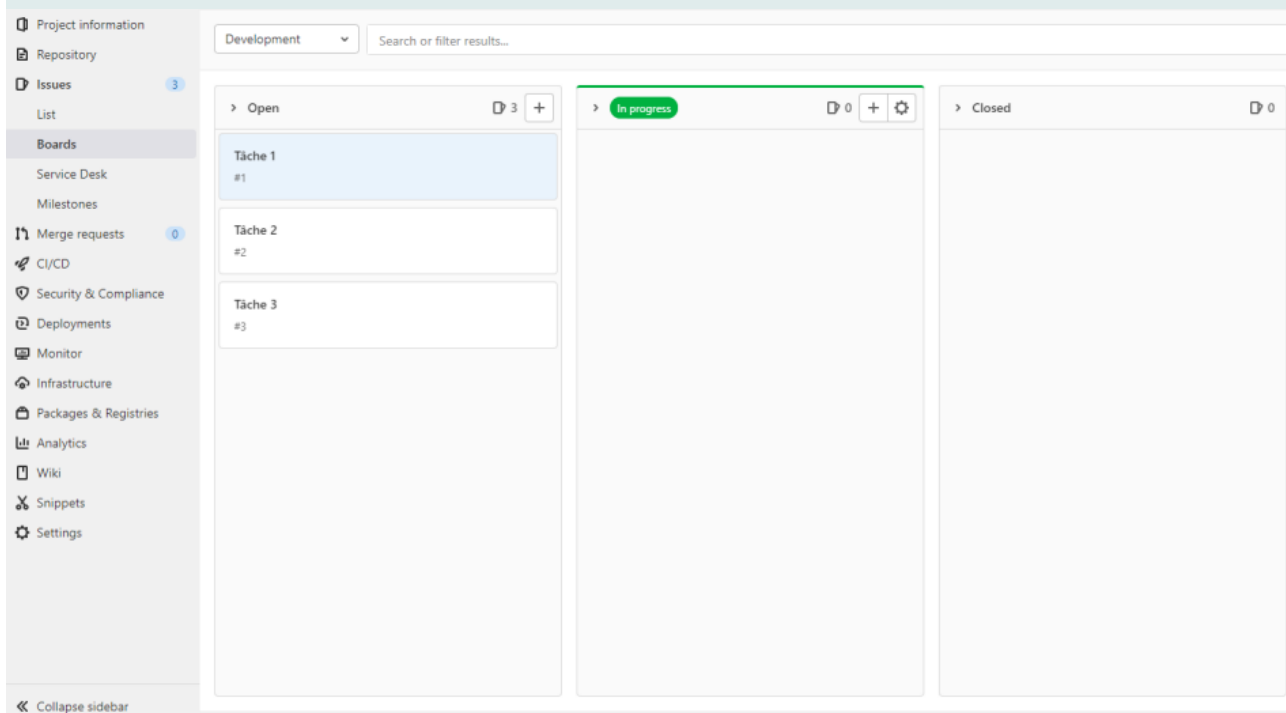 Project information
Repository
Issues 3
List
Boards
Service Desk
Milestones
Merge requests 0
CI/CD
Security & Compliance
Deployments
Monitor
Infrastructure
Packages & Registries
Analytics
Wiki
Snippets
Settings
Collapse sidebar
Development
Search or filter results...
Open 3
Tâche 1
#1
Tâche 2
#2
Tâche 3
#3
In progress 0
Closed 0